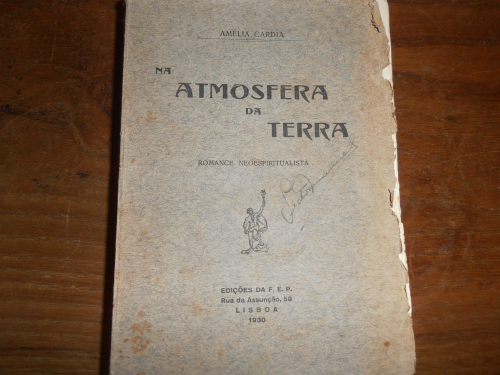 AMÉLIA CARDIA
NA
ATMOSFERA
DA
TERRA
ROMANCE NEOESPIRITUALISTA
EDIÇÕES DA F. E. P.
Rua da Assunção, 58
LISBOA
1930